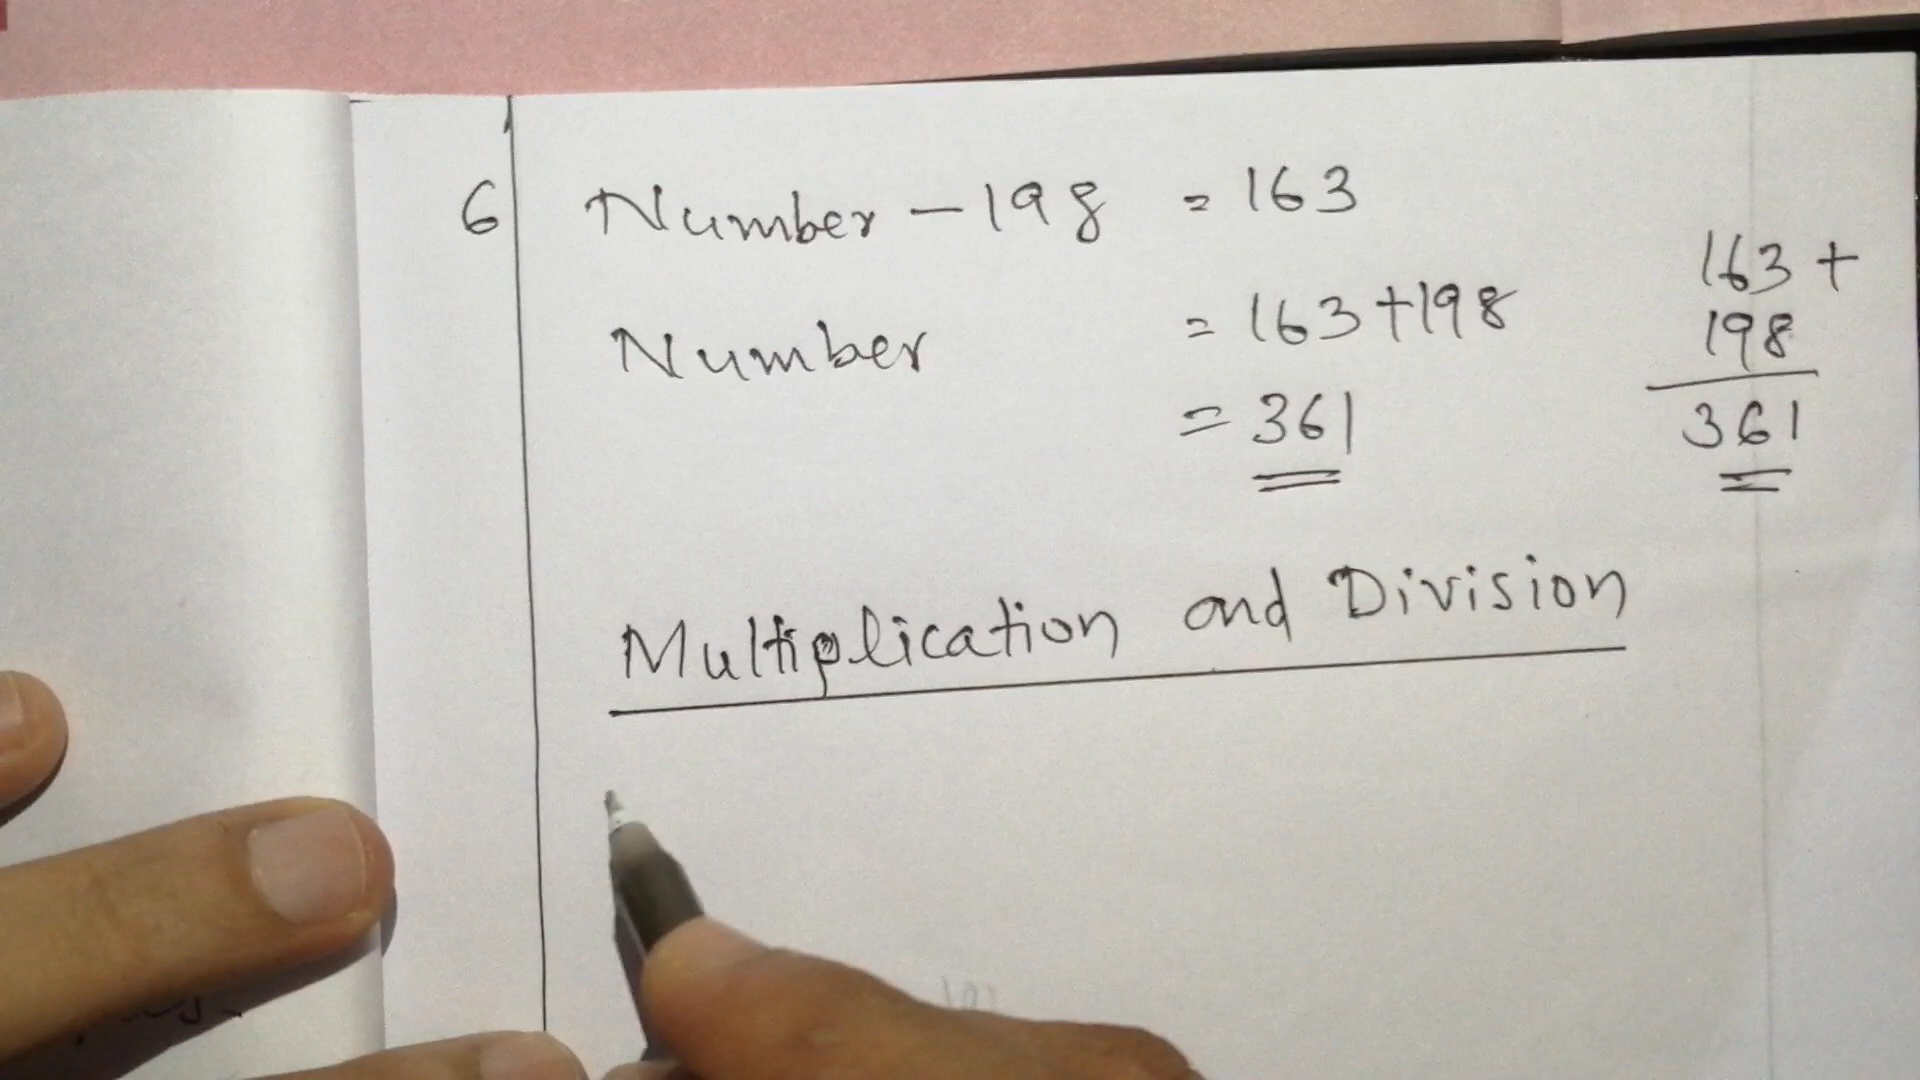 6 Number - 198 = 163
Number = 163 + 198
= 361
163 +
198
361
Multiplication and Division